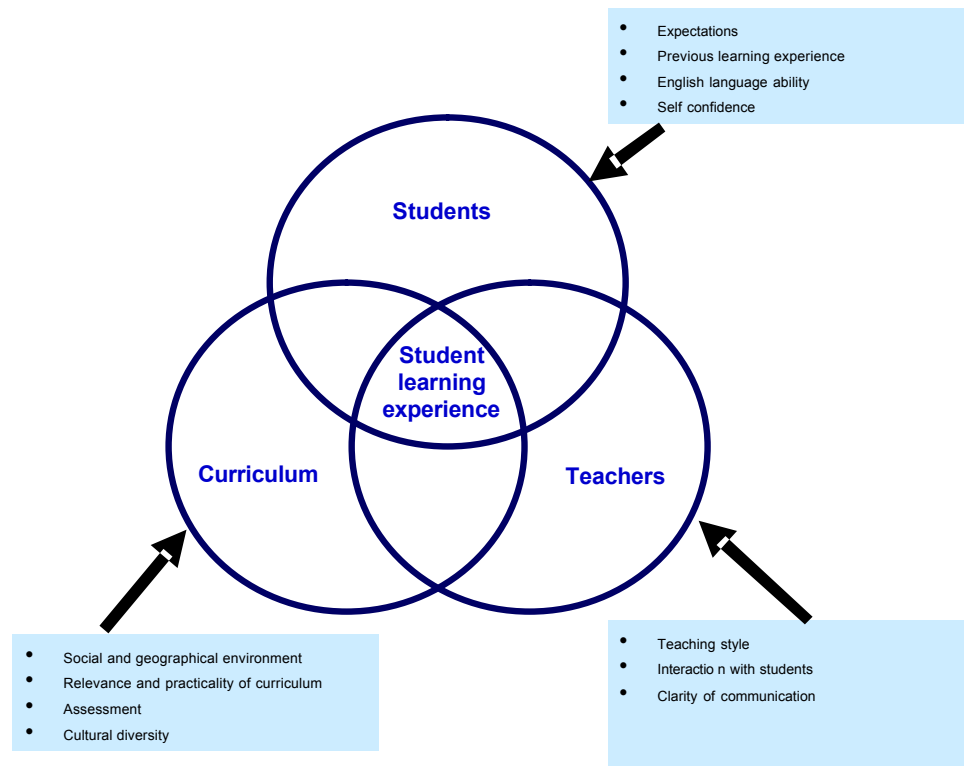 • Expectations
• Previous learning experience
• English language ability
• Self confidence
Students
Student
learning
experience
Curriculum
Teachers
• Social and geographical environment
• Relevance and practicality of curriculum
• Assessment
• Cultural diversity
• Teaching style
• Interactio n with students
• Clarity of communication